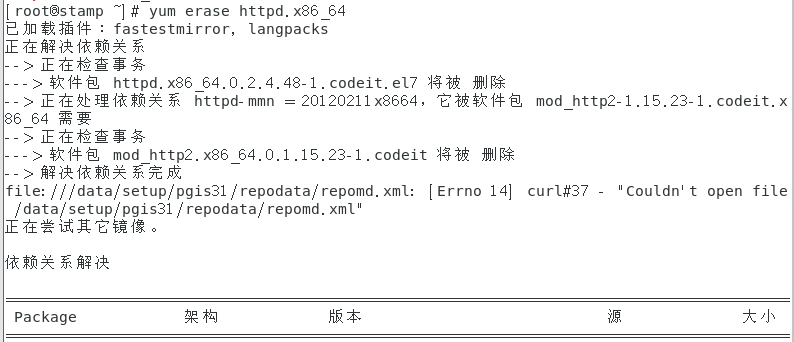 [root@stamp ~]# yum erase httpd.x86_64
已加载插件：fastestmirror, langpacks
正在解决依赖关系
--> 正在检查事务
---> 软件包 httpd.x86_64.0.2.4.48-1.codeit.el7 将被 删除
--> 正在处理依赖关系 httpd-mmn = 20120211x8664，它被软件包 mod_http2-1.15.23-1.codeit.x
86_64 需要
--> 正在检查事务
---> 软件包 mod_http2.x86_64.0.1.15.23-1.codeit 将被 删除
--> 解决依赖关系完成
file:///data/setup/pgis31/repodata/repomd.xml: [Errno 14] curl#37 - "Couldn't open file
/data/setup/pgis31/repodata/repomd.xml"
正在尝试其它镜像。
依赖关系解决
Package 架构 版本 源 大小